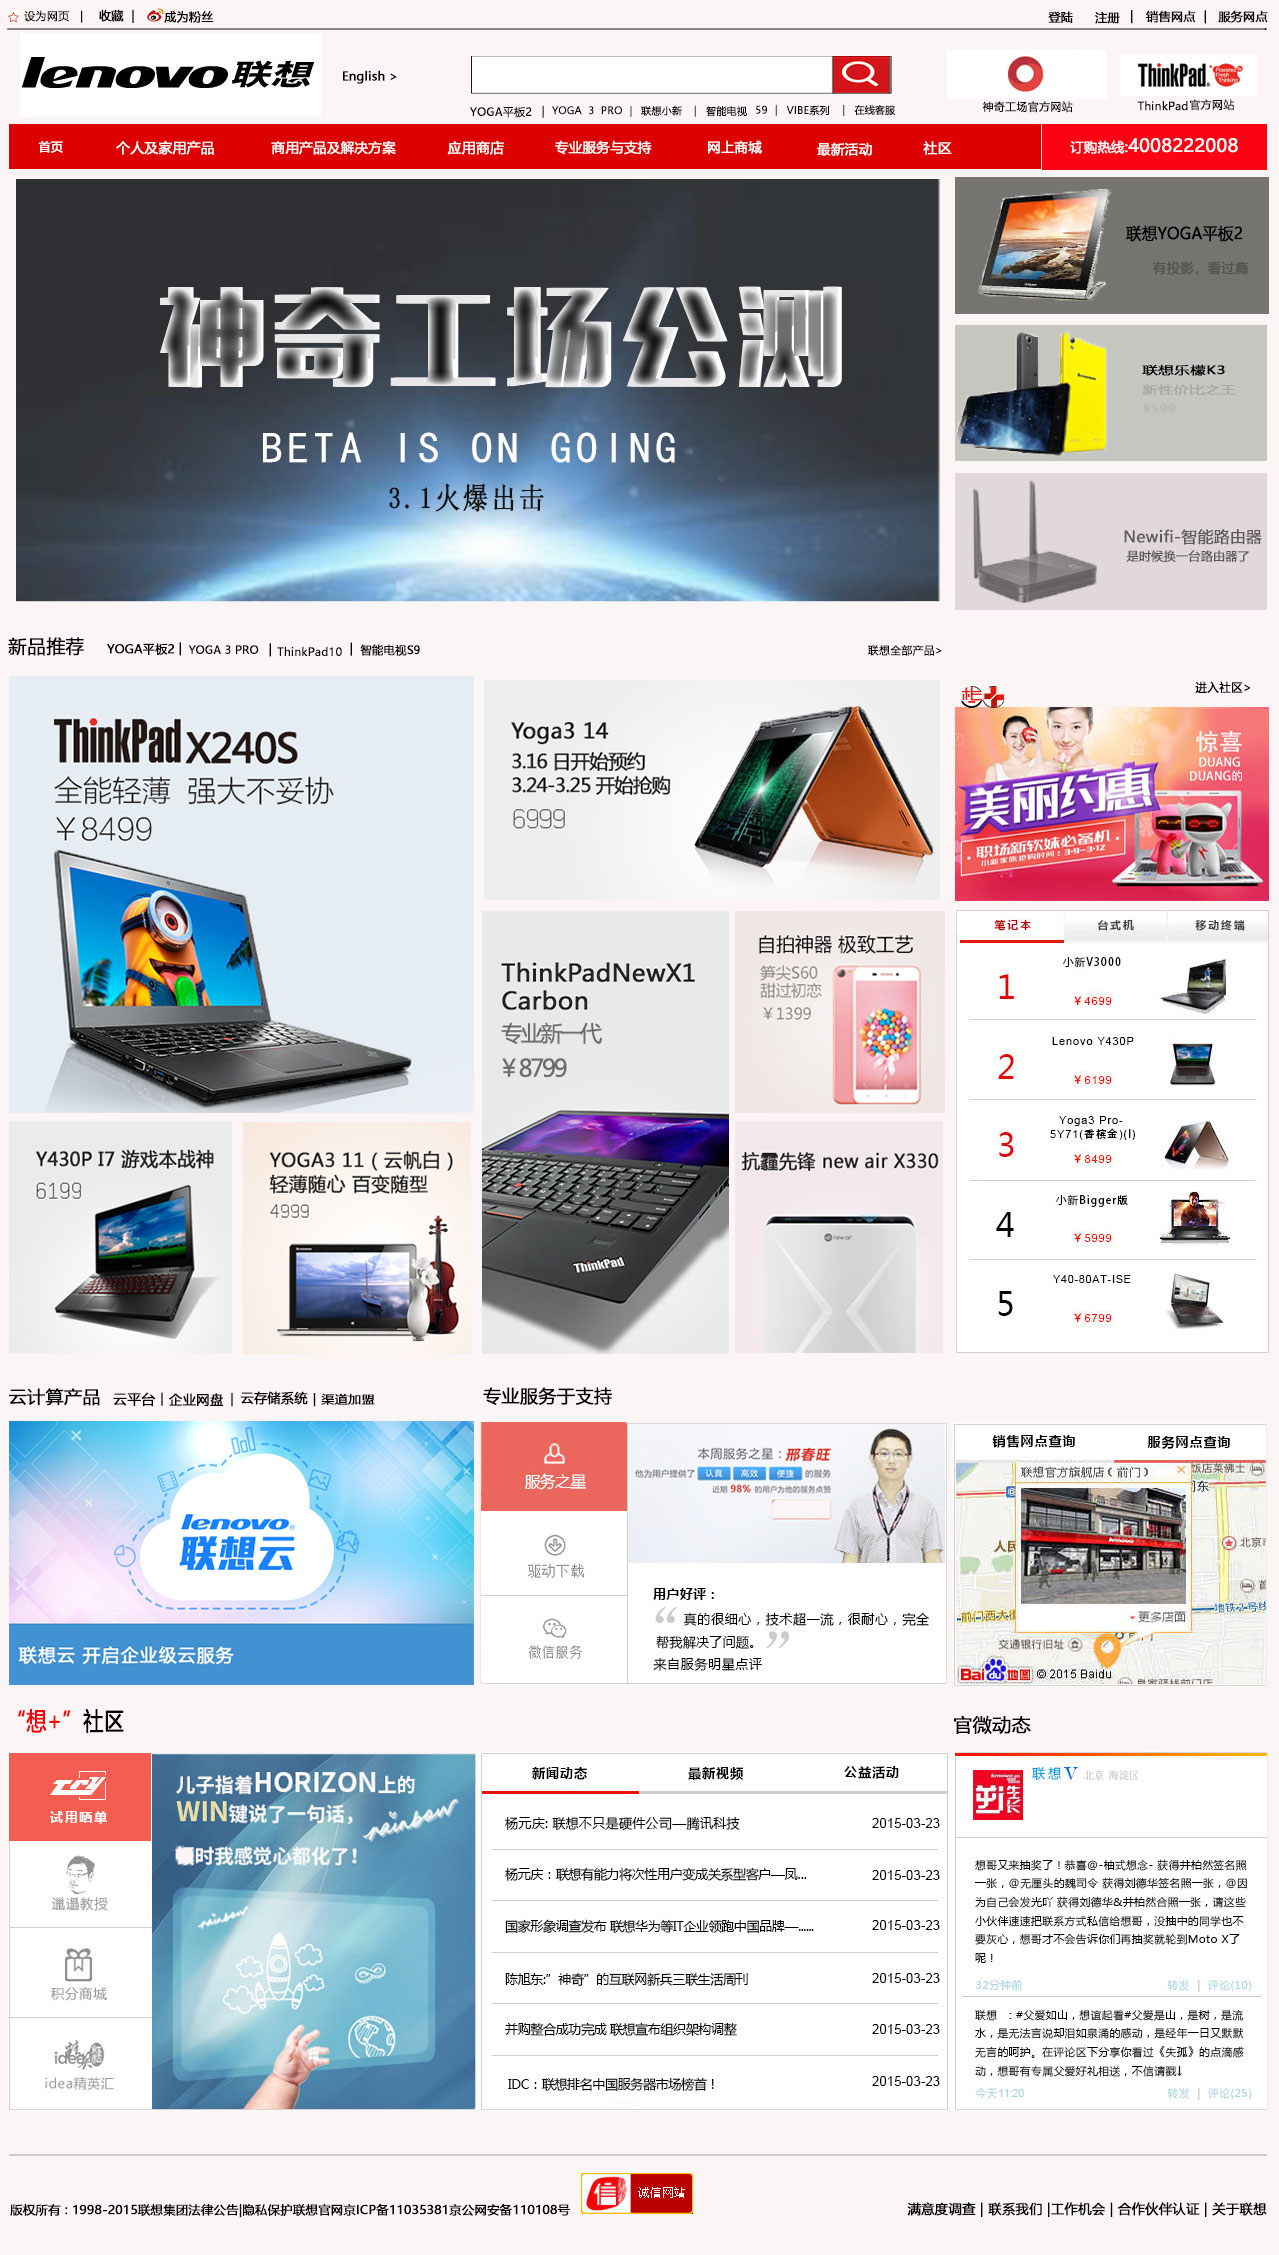 设为网页 | 收藏 | 成为粉丝
登陆 注册 | 销售网点 | 服务网点
lenovo联想
English >
YOGA平板2 | YOGA 3 PRO | 联想小新 | 智能电视 S9 | VIBE系列 | 在线客服
神奇工场官方网站
ThinkPad
ThinkPad官方网站
首页 个人及家用产品 商用产品及解决方案 应用商店 专业服务与支持 网上商城 最新活动 社区 订购热线:4008222008
神奇工场公测
BETA IS ON GOING
3.1火爆出击
联想YOGA平板2
有投影，看过瘾
联想乐檬K3
新性价比之王
¥599
Newifi-智能路由器
是时候换一台路由器了
新品推荐 YOGA平板2 | YOGA 3 PRO | ThinkPad10 | 智能电视S9
联想全部产品>
ThinkPad X240S
全能轻薄 强大不妥协
￥8499
Yoga3 14
3.16 日开始预约
3.24-3.25 开始抢购
6999
想+
进入社区>
惊喜
DUANG
DUANG的
美丽约惠
职场新软妹必备机
小新家族抢购时间：3-9--3-12
ThinkPadNewX1
Carbon
专业新一代
￥8799
ThinkPad
自拍神器 极致工艺
笋尖S60
甜过初恋
￥1399
笔记本 台式机 移动终端
1 小新V3000
￥4699
2 Lenovo Y430P
￥6199
3 Yoga3 Pro-
5Y71(香槟金)(I)
￥8499
4 小新Bigger版
￥5999
5 Y40-80AT-ISE
￥6799
Y430P I7 游戏本战神
6199
YOGA3 11（云帆白）
轻薄随心 百变随型
4999
抗霾先锋 new air X330
new air
云计算产品 云平台 | 企业网盘 | 云存储系统 | 渠道加盟
专业服务于支持
lenovo
联想云
联想云 开启企业级云服务
服务之星
驱动下载
微信服务
本周服务之星：邢春旺
他为用户提供了 认真 高效 便捷 的服务
近期 98% 的用户为他的服务点赞
用户好评：
“ 真的很细心，技术超一流，很耐心，完全
帮我解决了问题。 ”
来自服务明星点评
销售网点查询 服务网点查询
联想官方旗舰店（前门）
更多店面
饭店莱佛士
北京
人民
前门西大街
地铁2号线
交通银行旧址
Bai 地图 © 2015 Baidu
“想+”社区
官微动态
试用晒单
邋遢教授
积分商城
idea精英汇
儿子指着HORIZON上的
WIN键说了一句话，
顿时我感觉心都化了！
rainbow
rainbow
新闻动态 最新视频 公益活动
杨元庆: 联想不只是硬件公司—腾讯科技 2015-03-23
杨元庆：联想有能力将次性用户变成关系型客户—凤... 2015-03-23
国家形象调查发布 联想华为等IT企业领跑中国品牌—...... 2015-03-23
陈旭东:”神奇”的互联网新兵三联生活周刊 2015-03-23
并购整合成功完成 联想宣布组织架构调整 2015-03-23
IDC：联想排名中国服务器市场榜首！ 2015-03-23
联想 V 北京 海淀区
想哥又来抽奖了！恭喜@-柚式想念- 获得井柏然签名照
一张，@无厘头的魏司令 获得刘德华签名照一张，@因
为自己会发光吖 获得刘德华&井柏然合照一张，请这些
小伙伴速速把联系方式私信给想哥，没抽中的同学也不
要灰心，想哥才不会告诉你们再抽奖就轮到Moto X了
呢！
32分钟前 转发 | 评论(10)
联想 ：#父爱如山，想谊起看#父爱是山，是树，是流
水，是无法言说却泪如泉涌的感动，是经年一日又默默
无言的呵护。在评论区下分享你看过《失孤》的点滴感
动，想哥有专属父爱好礼相送，不信请戳↓
今天11:20 转发 | 评论(25)
版权所有：1998-2015联想集团法律公告|隐私保护联想官网京ICP备11035381京公网安备110108号
诚信网站
满意度调查 | 联系我们 |工作机会 | 合作伙伴认证 | 关于联想